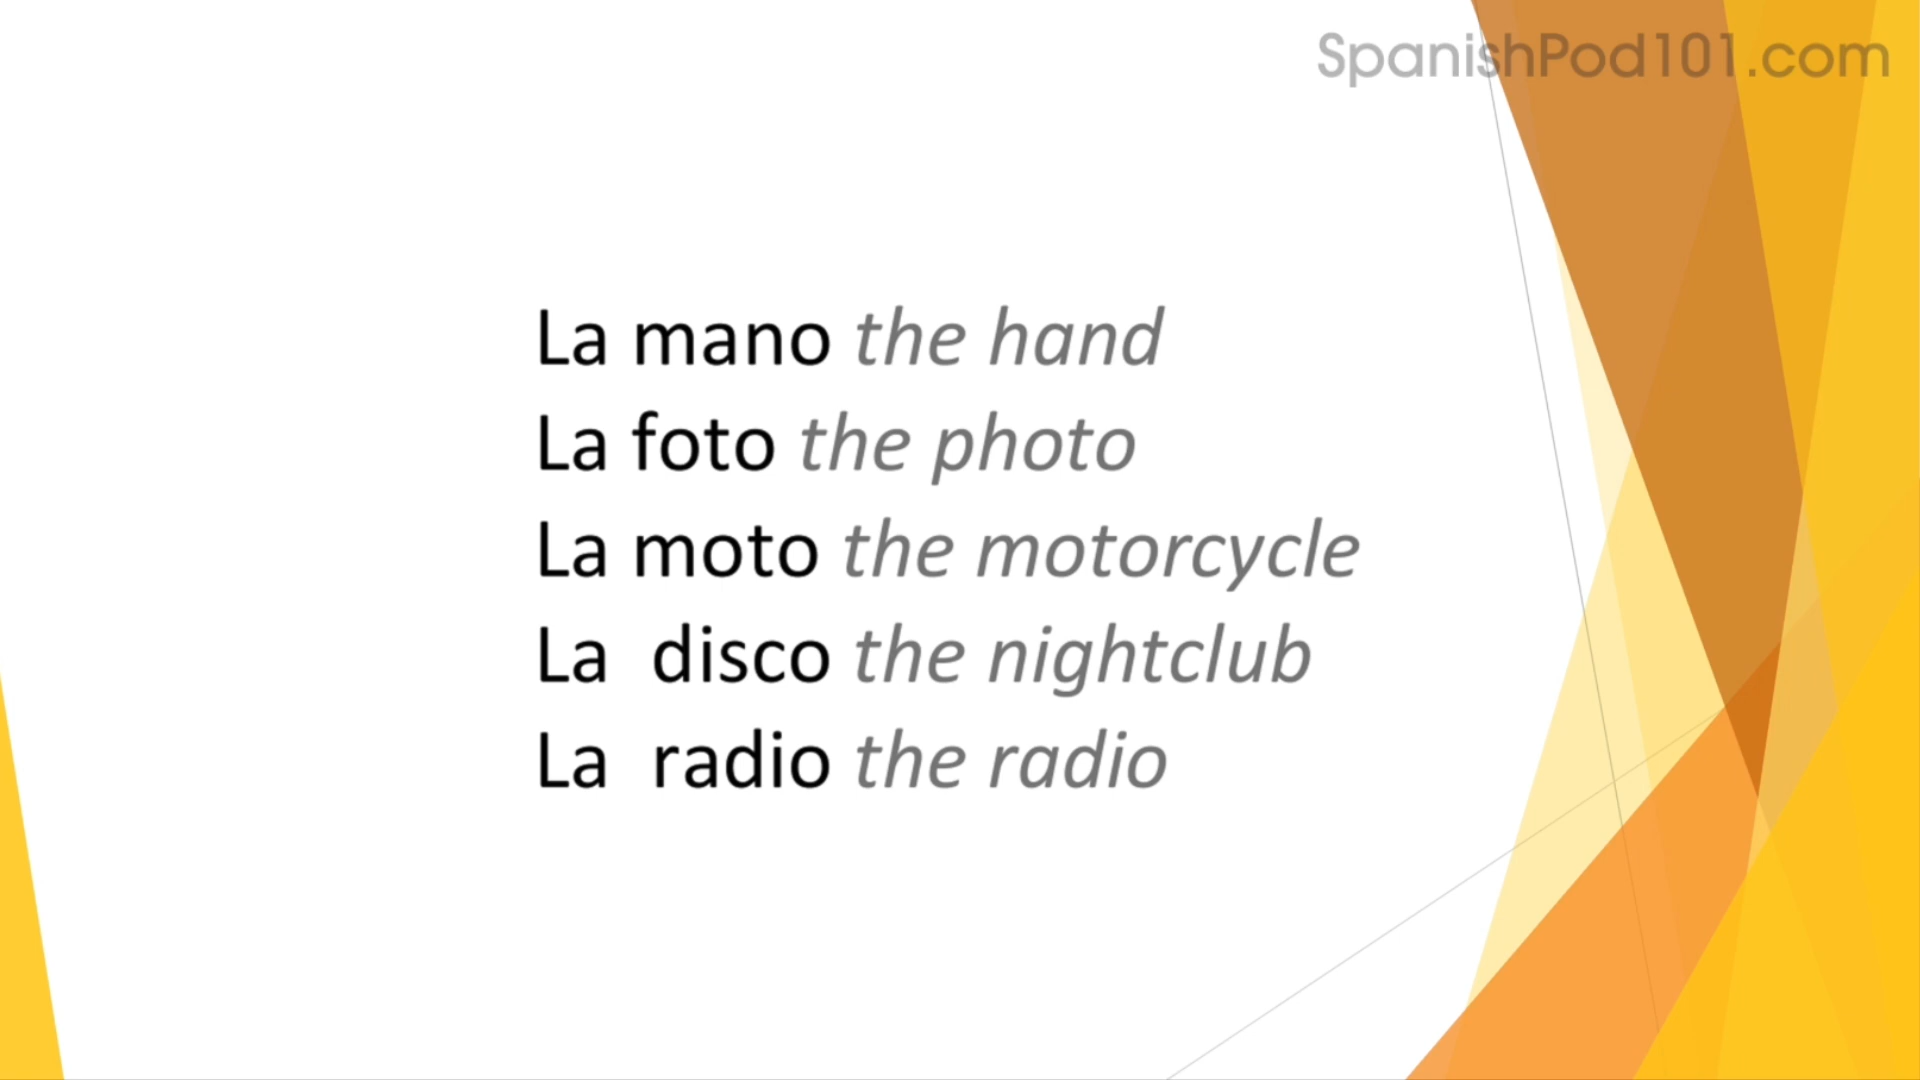 SpanishPod101.com
La mano the hand
La foto the photo
La moto the motorcycle
La disco the nightclub
La radio the radio